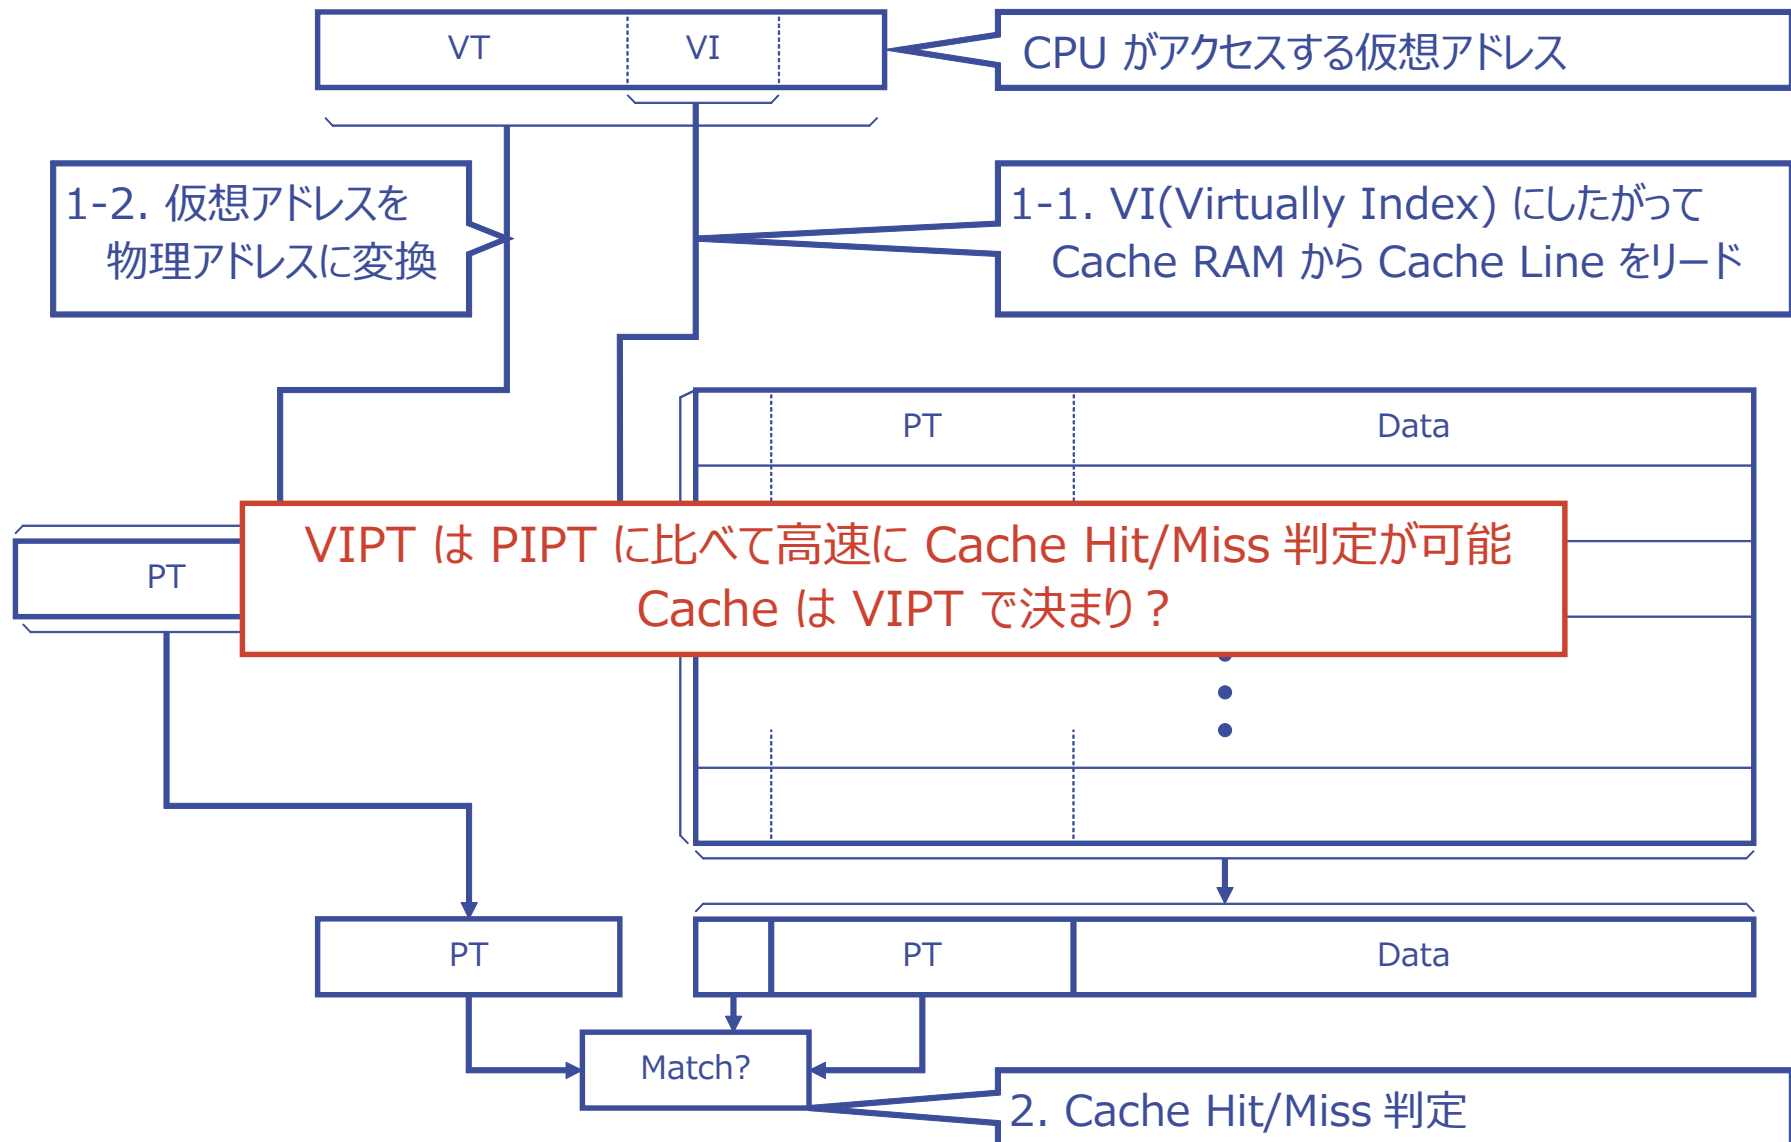 VT
VI
CPU がアクセスする仮想アドレス
1-2. 仮想アドレスを
物理アドレスに変換
1-1. VI(Virtually Index) にしたがって
Cache RAM から Cache Line をリード
PT
Data
VIPT は PIPT に比べて高速に Cache Hit/Miss 判定が可能
Cache は VIPT で決まり？
PT
PT
PT
Data
Match?
2. Cache Hit/Miss 判定